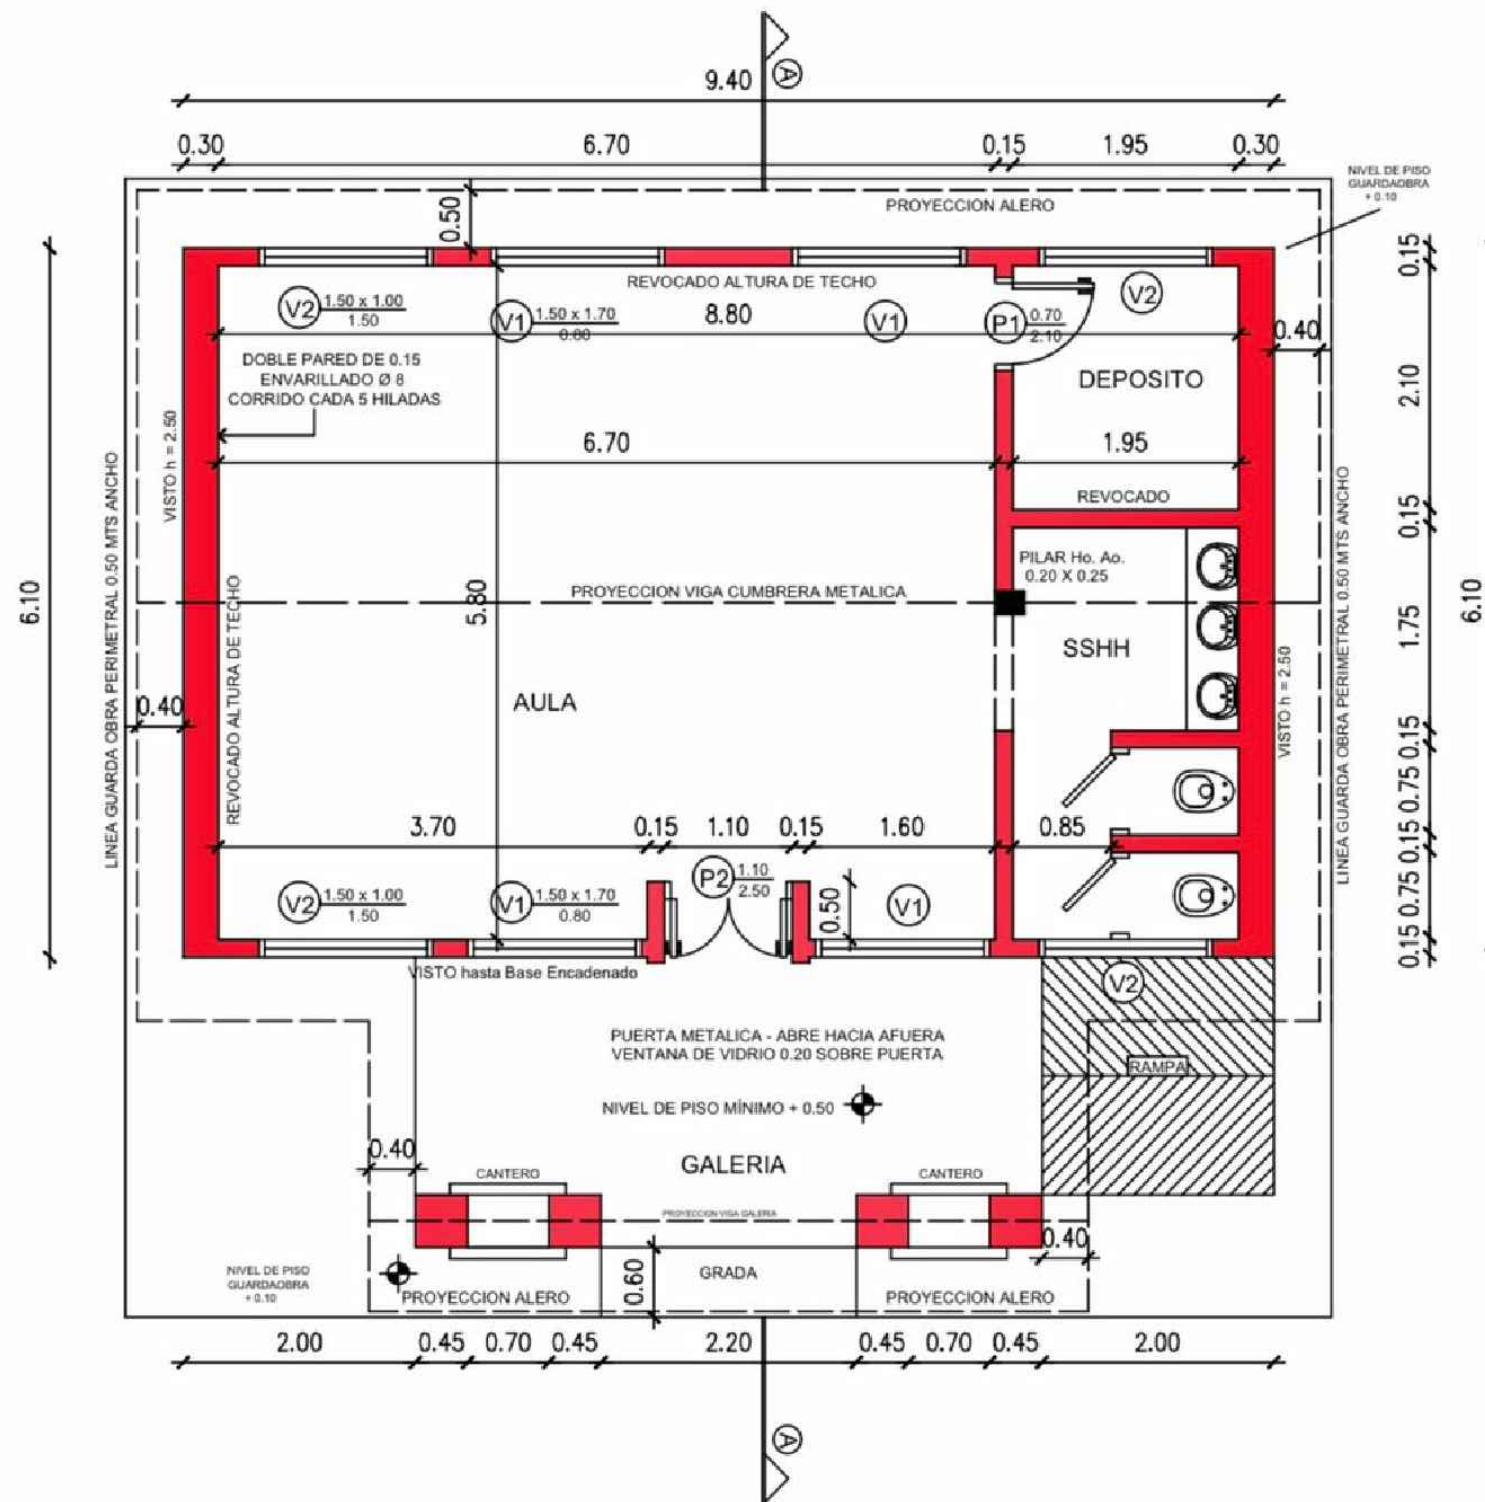 A
9.40
0.30
6.70
0.15
1.95
0.30
NIVEL DE PISO
GUARDAOBRA
+ 0.10
PROYECCION ALERO
0.50
REVOCADO ALTURA DE TECHO
V2
1.50 x 1.00
1.50
V1
1.50 x 1.70
0.80
8.80
V1
P1
0.70
2.10
V2
0.40
0.15
DOBLE PARED DE 0.15
ENVARILLADO Ø 8
CORRIDO CADA 5 HILADAS
DEPOSITO
2.10
VISTO h = 2.50
6.70
1.95
REVOCADO
0.15
LINEA GUARDA OBRA PERIMETRAL 0.50 MTS ANCHO
LINEA GUARDA OBRA PERIMETRAL 0.50 MTS ANCHO
PILAR Ho. Ao.
0.20 X 0.25
6.10
5.80
PROYECCION VIGA CUMBRERA METALICA
1.75
6.10
REVOCADO ALTURA DE TECHO
SSHH
VISTO h = 2.50
0.40
AULA
0.15
0.75
3.70
0.15
1.10
0.15
1.60
0.85
0.15
V2
1.50 x 1.00
1.50
V1
1.50 x 1.70
0.80
P2
1.10
2.50
0.50
V1
0.75
0.15
VISTO hasta Base Encadenado
V2
PUERTA METALICA - ABRE HACIA AFUERA
VENTANA DE VIDRIO 0.20 SOBRE PUERTA
RAMPA
NIVEL DE PISO MÍNIMO + 0.50
0.40
GALERIA
CANTERO
CANTERO
PROYECCION VIGA GALERIA
0.40
NIVEL DE PISO
GUARDAOBRA
+ 0.10
0.60
GRADA
PROYECCION ALERO
PROYECCION ALERO
2.00
0.45
0.70
0.45
2.20
0.45
0.70
0.45
2.00
A